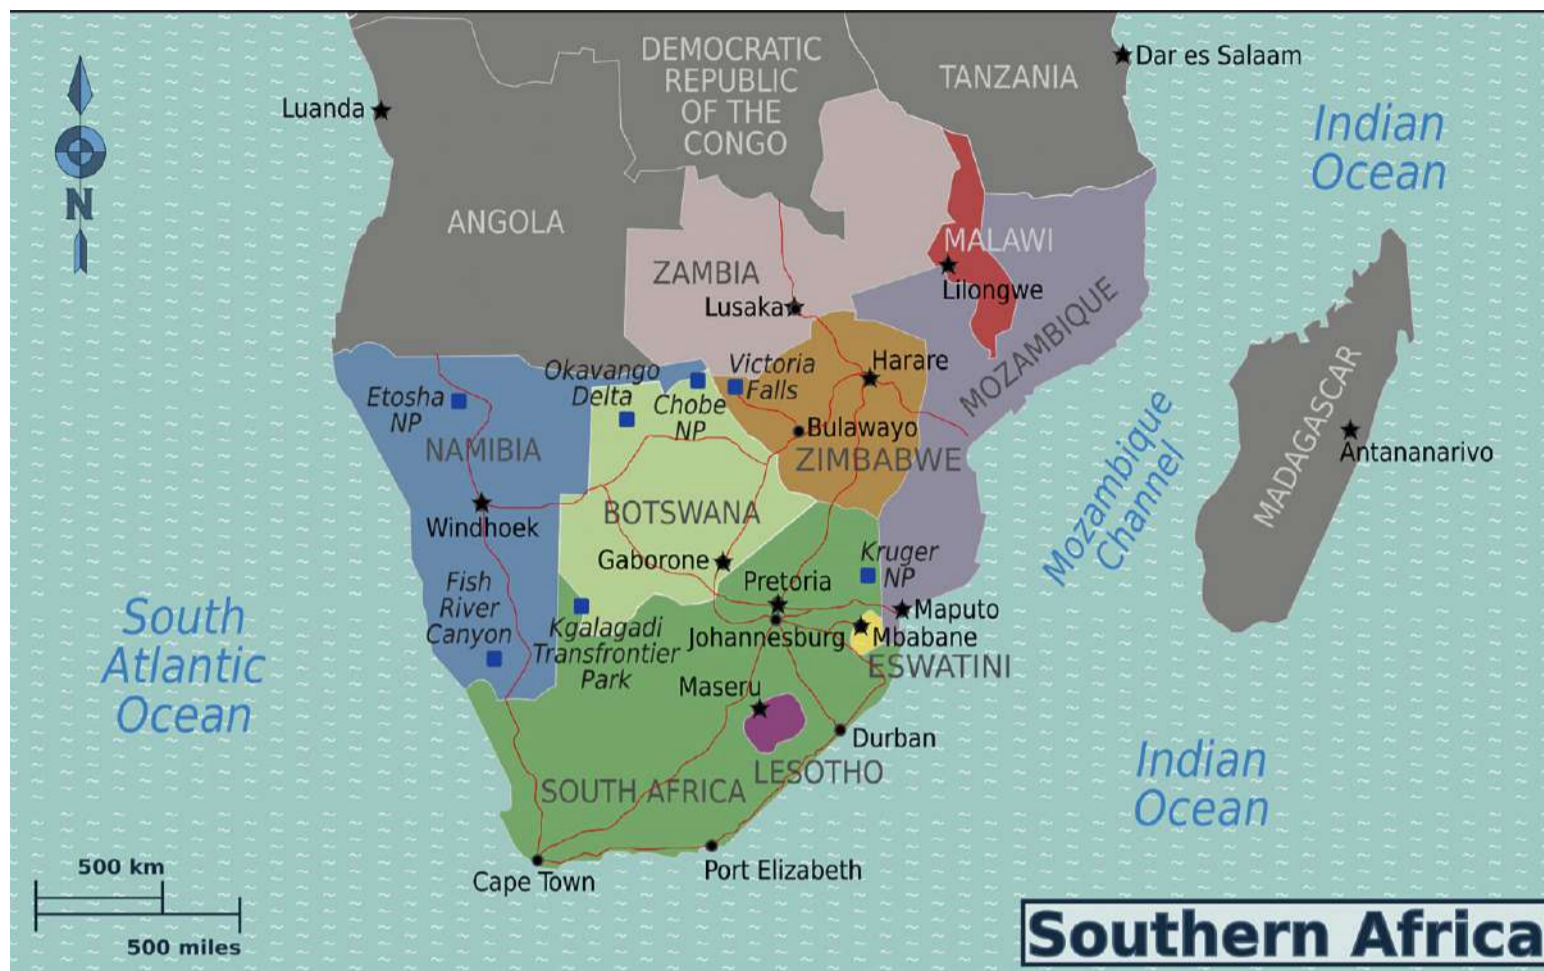 DEMOCRATIC
REPUBLIC
OF THE
CONGO
TANZANIA
Dar es Salaam
Luanda
Indian
Ocean
N
ANGOLA
MALAWI
ZAMBIA
Lilongwe
Lusaka
MOZAMBIQUE
Harare
Victoria
Falls
Okavango
Delta
Chobe
NP
Etosha
NP
NAMIBIA
Bulawayo
ZIMBABWE
MADAGASCAR
Antananarivo
Mozambique
Channel
BOTSWANA
Windhoek
Gaborone
Kruger
NP
Pretoria
Fish
River
Canyon
Maputo
Johannesburg
Mbabane
ESWATINI
Kgalagadi
Transfrontier
Park
South
Atlantic
Ocean
Maseru
Durban
LESOTHO
SOUTH AFRICA
Indian
Ocean
Port Elizabeth
Cape Town
500 km
500 miles
Southern Africa